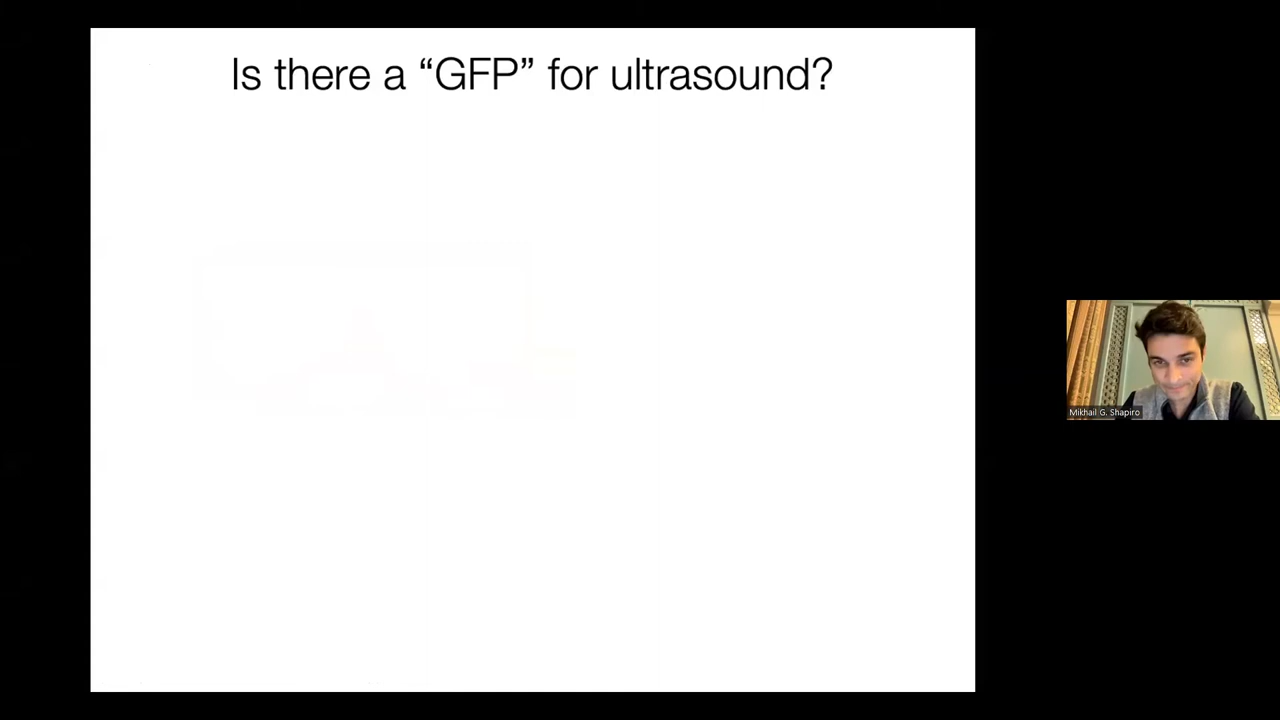 Is there a “GFP” for ultrasound?
Mikhail G. Shapiro